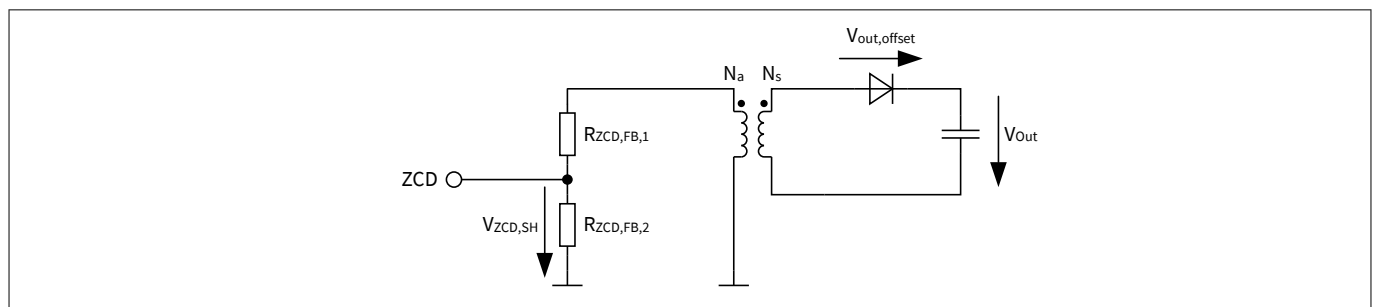 Vout,offset
Na
Ns
RZCD,FB,1
VOut
ZCD
VZCD,SH
RZCD,FB,2